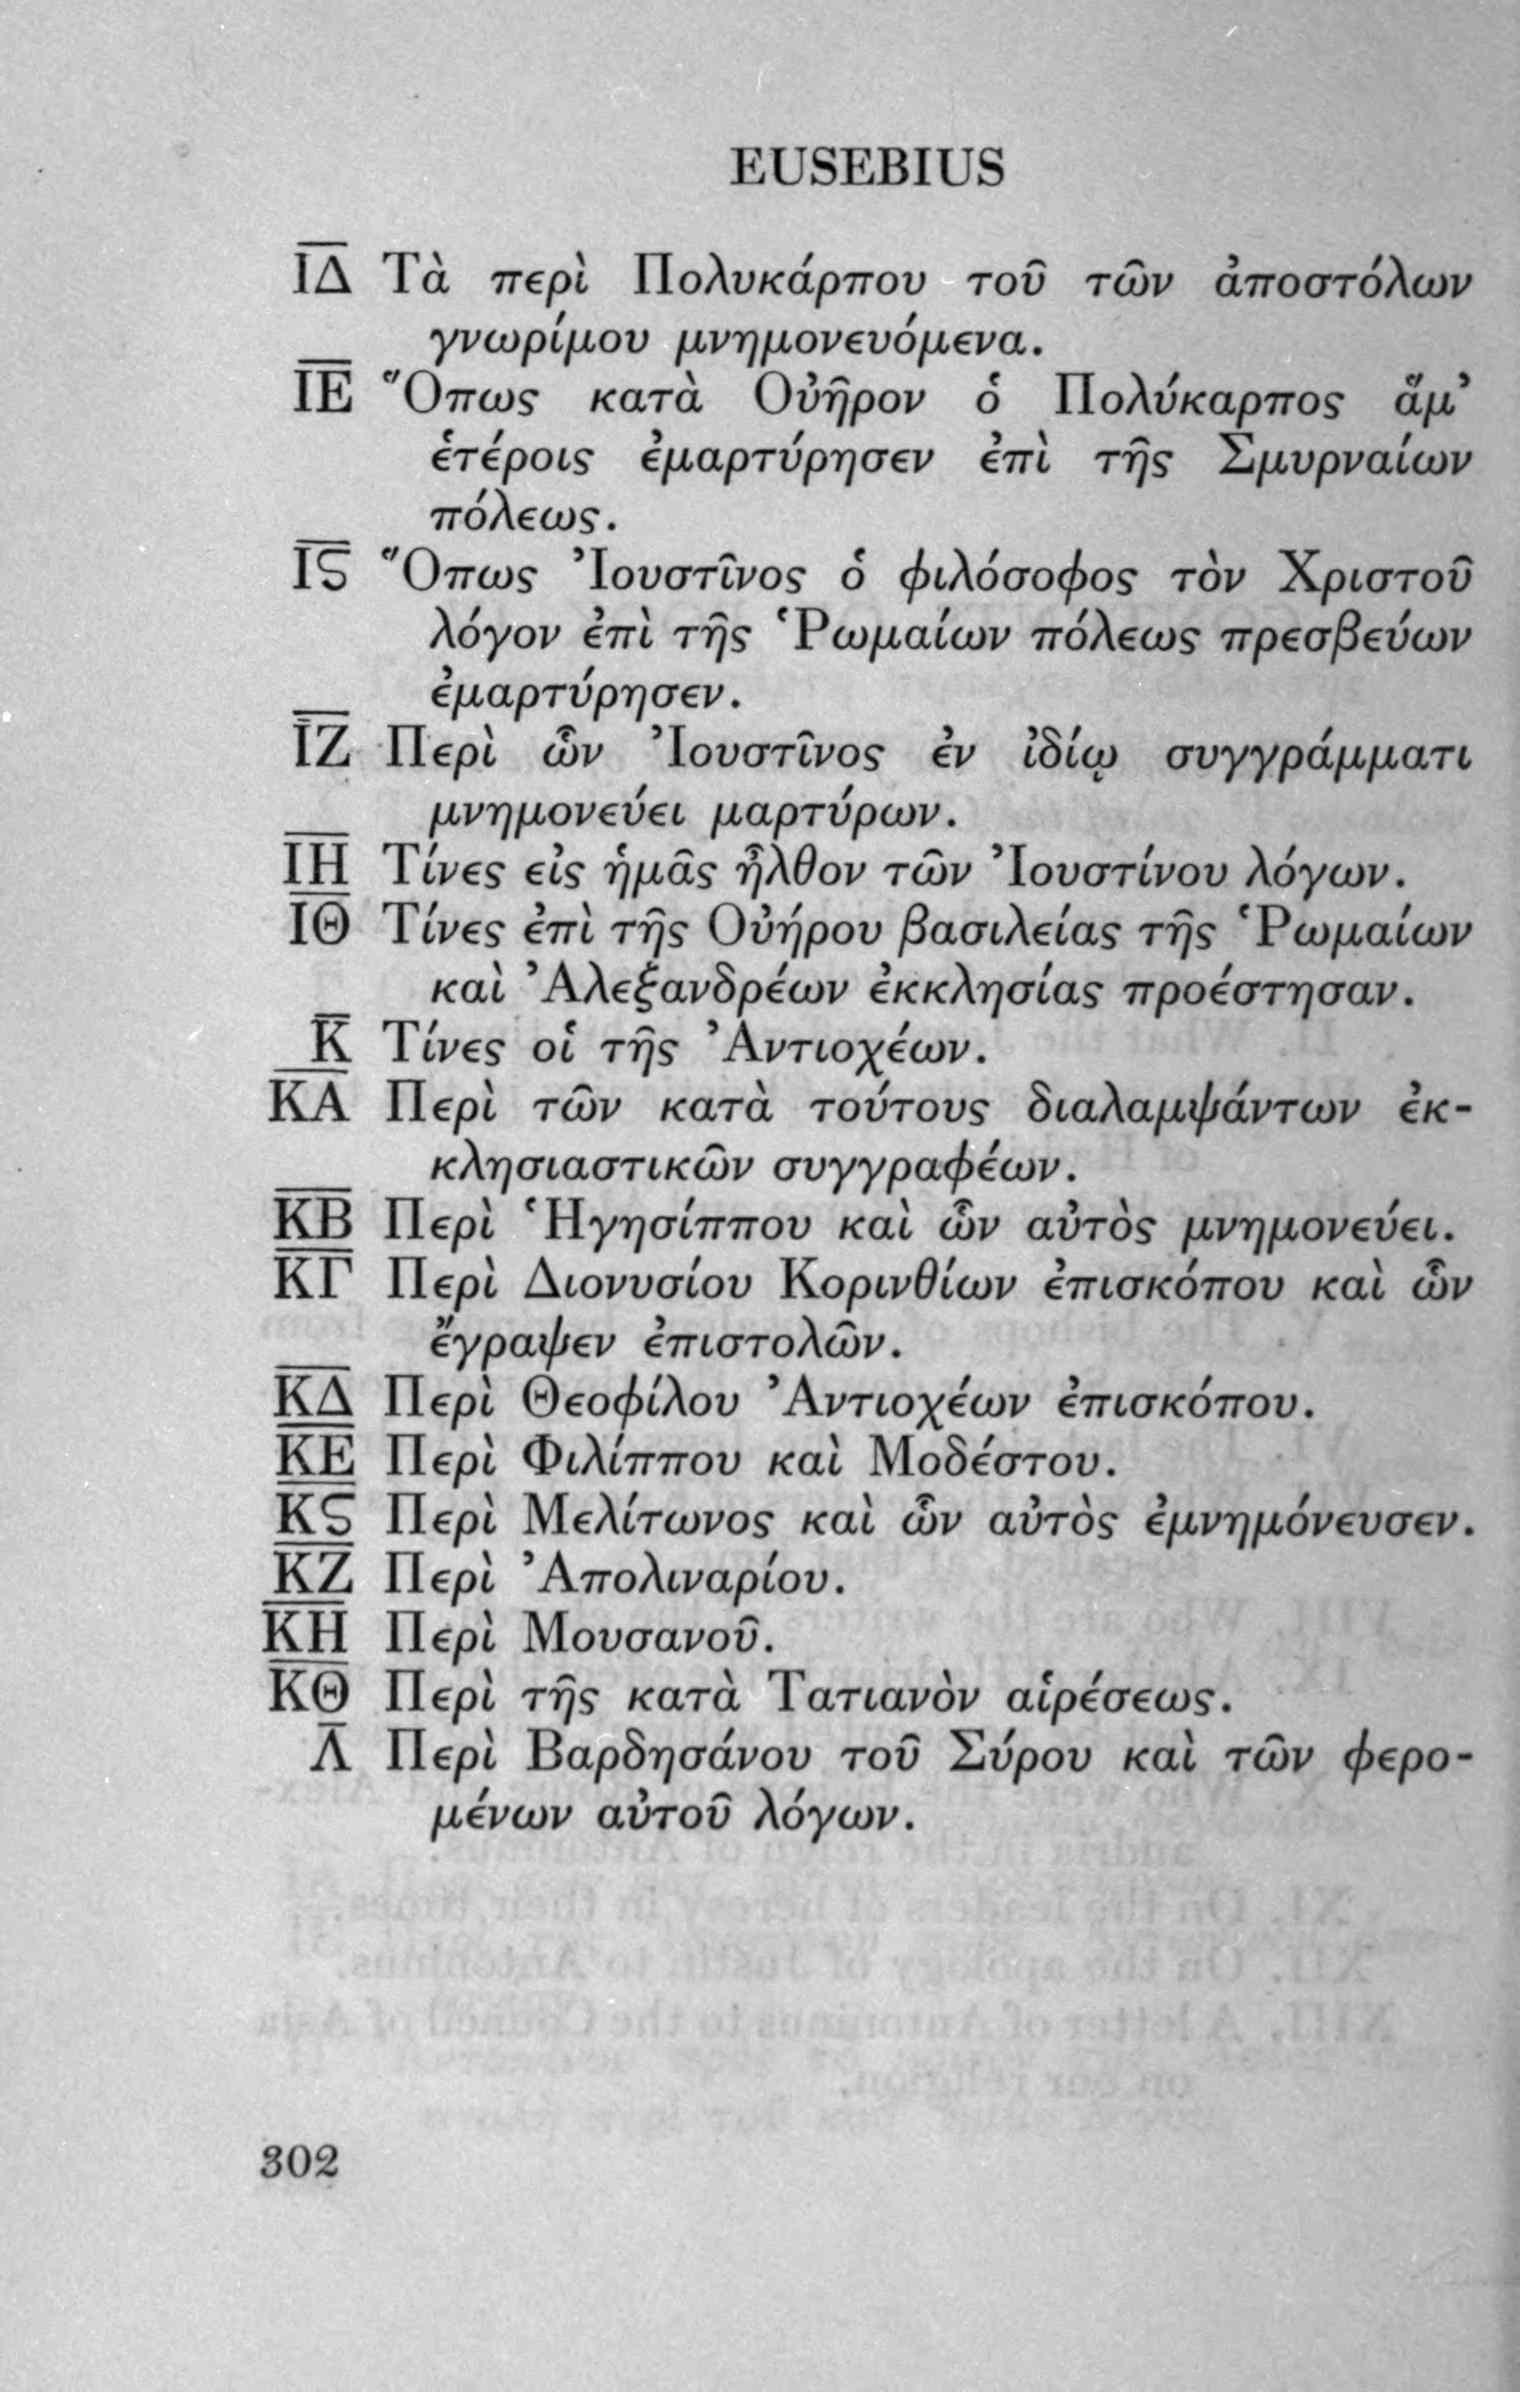 EUSEBIUS
ΙΔ Τὰ περὶ Πολυκάρπου τοῦ τῶν ἀποστόλων
γνωρίμου μνημονευόμενα.
ΙΕ Ὅπως κατὰ Οὐῆρον ὁ Πολύκαρπος ἅμ’
ἑτέροις ἐμαρτύρησεν ἐπὶ τῆς Σμυρναίων
πόλεως.
ΙϚ Ὅπως Ἰουστῖνος ὁ φιλόσοφος τὸν Χριστοῦ
λόγον ἐπὶ τῆς Ῥωμαίων πόλεως πρεσβεύων
ἐμαρτύρησεν.
ΙΖ Περὶ ὧν Ἰουστῖνος ἐν ἰδίῳ συγγράμματι
μνημονεύει μαρτύρων.
ΙΗ Τίνες εἰς ἡμᾶς ἦλθον τῶν Ἰουστίνου λόγων.
ΙΘ Τίνες ἐπὶ τῆς Οὐήρου βασιλείας τῆς Ῥωμαίων
καὶ Ἀλεξανδρέων ἐκκλησίας προέστησαν.
Κ Τίνες οἱ τῆς Ἀντιοχέων.
ΚΑ Περὶ τῶν κατὰ τούτους διαλαμψάντων ἐκ-
κλησιαστικῶν συγγραφέων.
ΚΒ Περὶ Ἡγησίππου καὶ ὧν αὐτὸς μνημονεύει.
ΚΓ Περὶ Διονυσίου Κορινθίων ἐπισκόπου καὶ ὧν
ἔγραψεν ἐπιστολῶν.
ΚΔ Περὶ Θεοφίλου Ἀντιοχέων ἐπισκόπου.
ΚΕ Περὶ Φιλίππου καὶ Μοδέστου.
ΚϚ Περὶ Μελίτωνος καὶ ὧν αὐτὸς ἐμνημόνευσεν.
ΚΖ Περὶ Ἀπολιναρίου.
ΚΗ Περὶ Μουσανοῦ.
ΚΘ Περὶ τῆς κατὰ Τατιανὸν αἱρέσεως.
Λ Περὶ Βαρδησάνου τοῦ Σύρου καὶ τῶν φερο-
μένων αὐτοῦ λόγων.
302